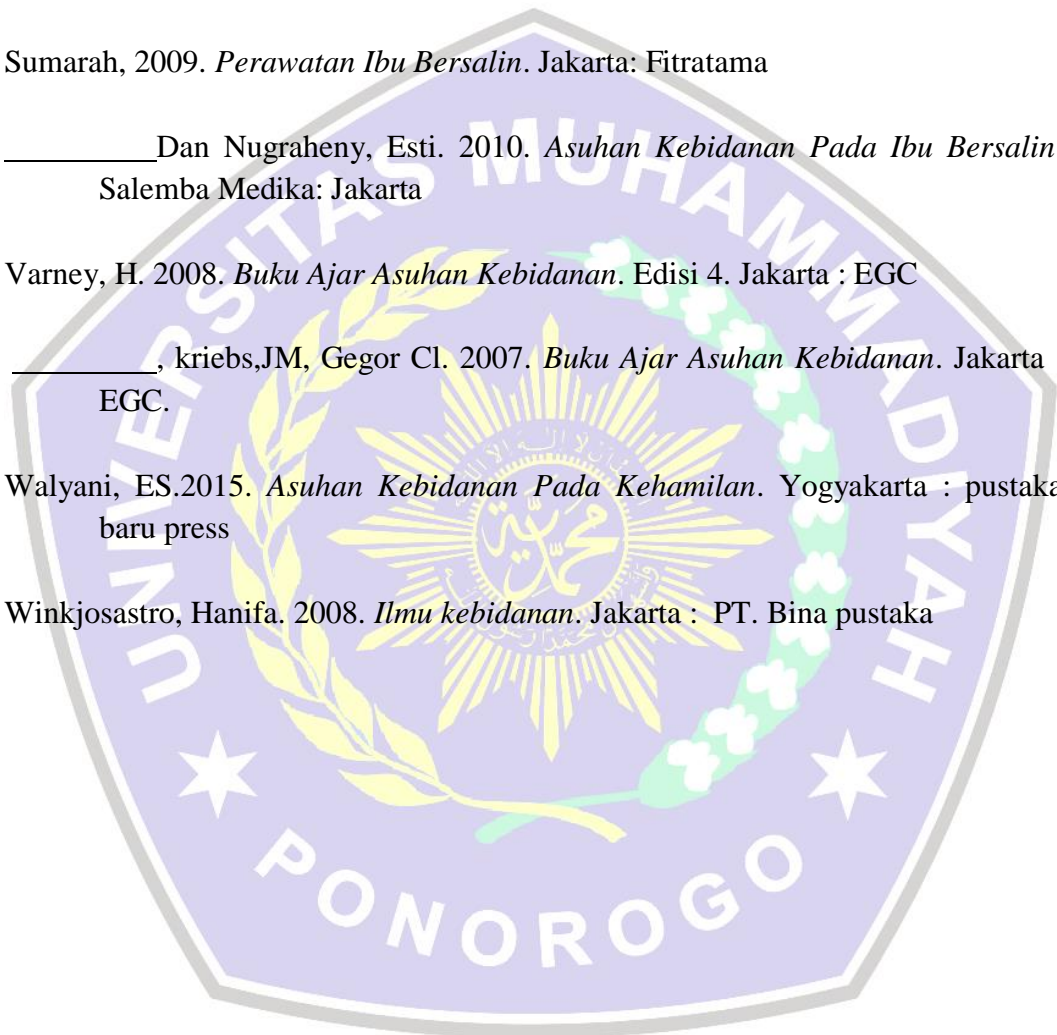 Sumarah, 2009. Perawatan Ibu Bersalin. Jakarta: Fitratama
_________Dan Nugraheny, Esti. 2010. Asuhan Kebidanan Pada Ibu Bersalin
Salemba Medika: Jakarta
Varney, H. 2008. Buku Ajar Asuhan Kebidanan. Edisi 4. Jakarta : EGC
_________, kriebs,JM, Gegor Cl. 2007. Buku Ajar Asuhan Kebidanan. Jakarta
EGC.
Walyani, ES.2015. Asuhan Kebidanan Pada Kehamilan. Yogyakarta : pustaka
baru press
Winkjosastro, Hanifa. 2008. Ilmu kebidanan. Jakarta : PT. Bina pustaka
UNIVERSITAS MUHAMMADIYAH
PONOROGO
محمدية